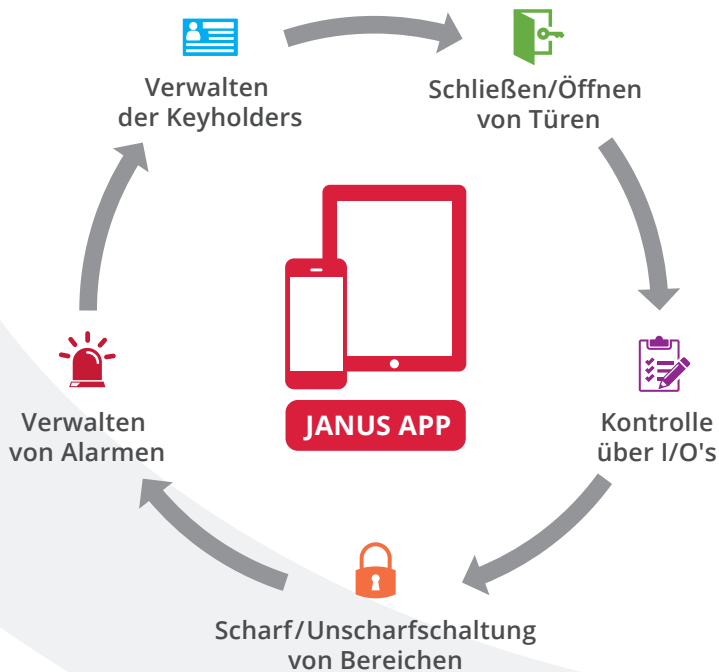 Verwalten
der Keyholders
Schließen/Öffnen
von Türen
Kontrolle
über I/O's
Scharf/Unscharfschaltung
von Bereichen
Verwalten
von Alarmen
JANUS APP